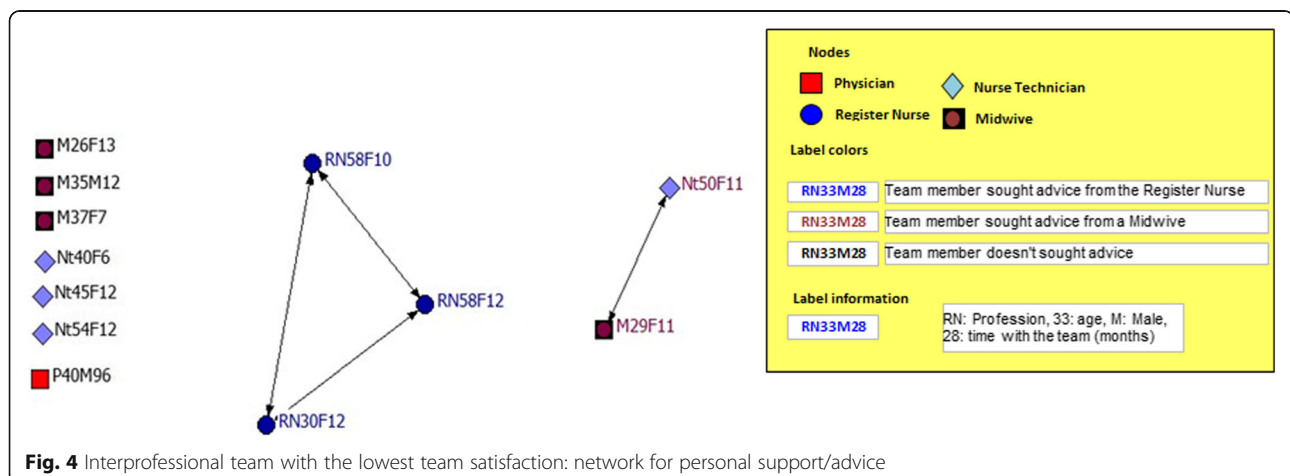 M26F13
M35M12
M37F7
Nt40F6
Nt45F12
Nt54F12
P40M96
RN58F10
RN58F12
RN30F12
Nt50F11
M29F11
Nodes
Physician
Nurse Technician
Register Nurse
Midwive
Label colors
RN33M28 Team member sought advice from the Register Nurse
RN33M28 Team member sought advice from a Midwive
RN33M28 Team member doesn't sought advice
Label information
RN33M28
RN: Profession, 33: age, M: Male,
28: time with the team (months)
Fig. 4 Interprofessional team with the lowest team satisfaction: network for personal support/advice